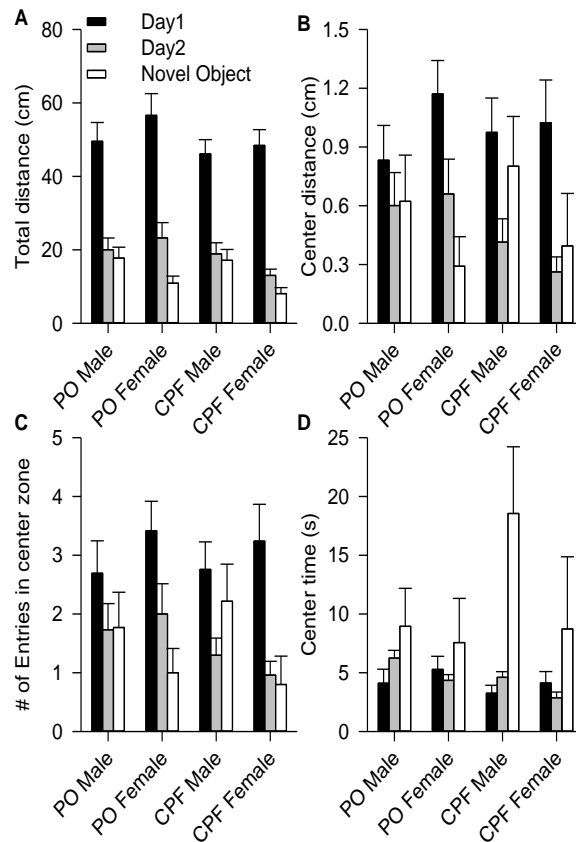 A
Day1
Day2
Novel Object
Total distance (cm)
80
60
40
20
0
PO Male
PO Female
CPF Male
CPF Female
B
Center distance (cm)
1.5
1.2
0.9
0.6
0.3
0.0
PO Male
PO Female
CPF Male
CPF Female
C
# of Entries in center zone
5
4
3
2
1
0
PO Male
PO Female
CPF Male
CPF Female
D
Center time (s)
25
20
15
10
5
0
PO Male
PO Female
CPF Male
CPF Female